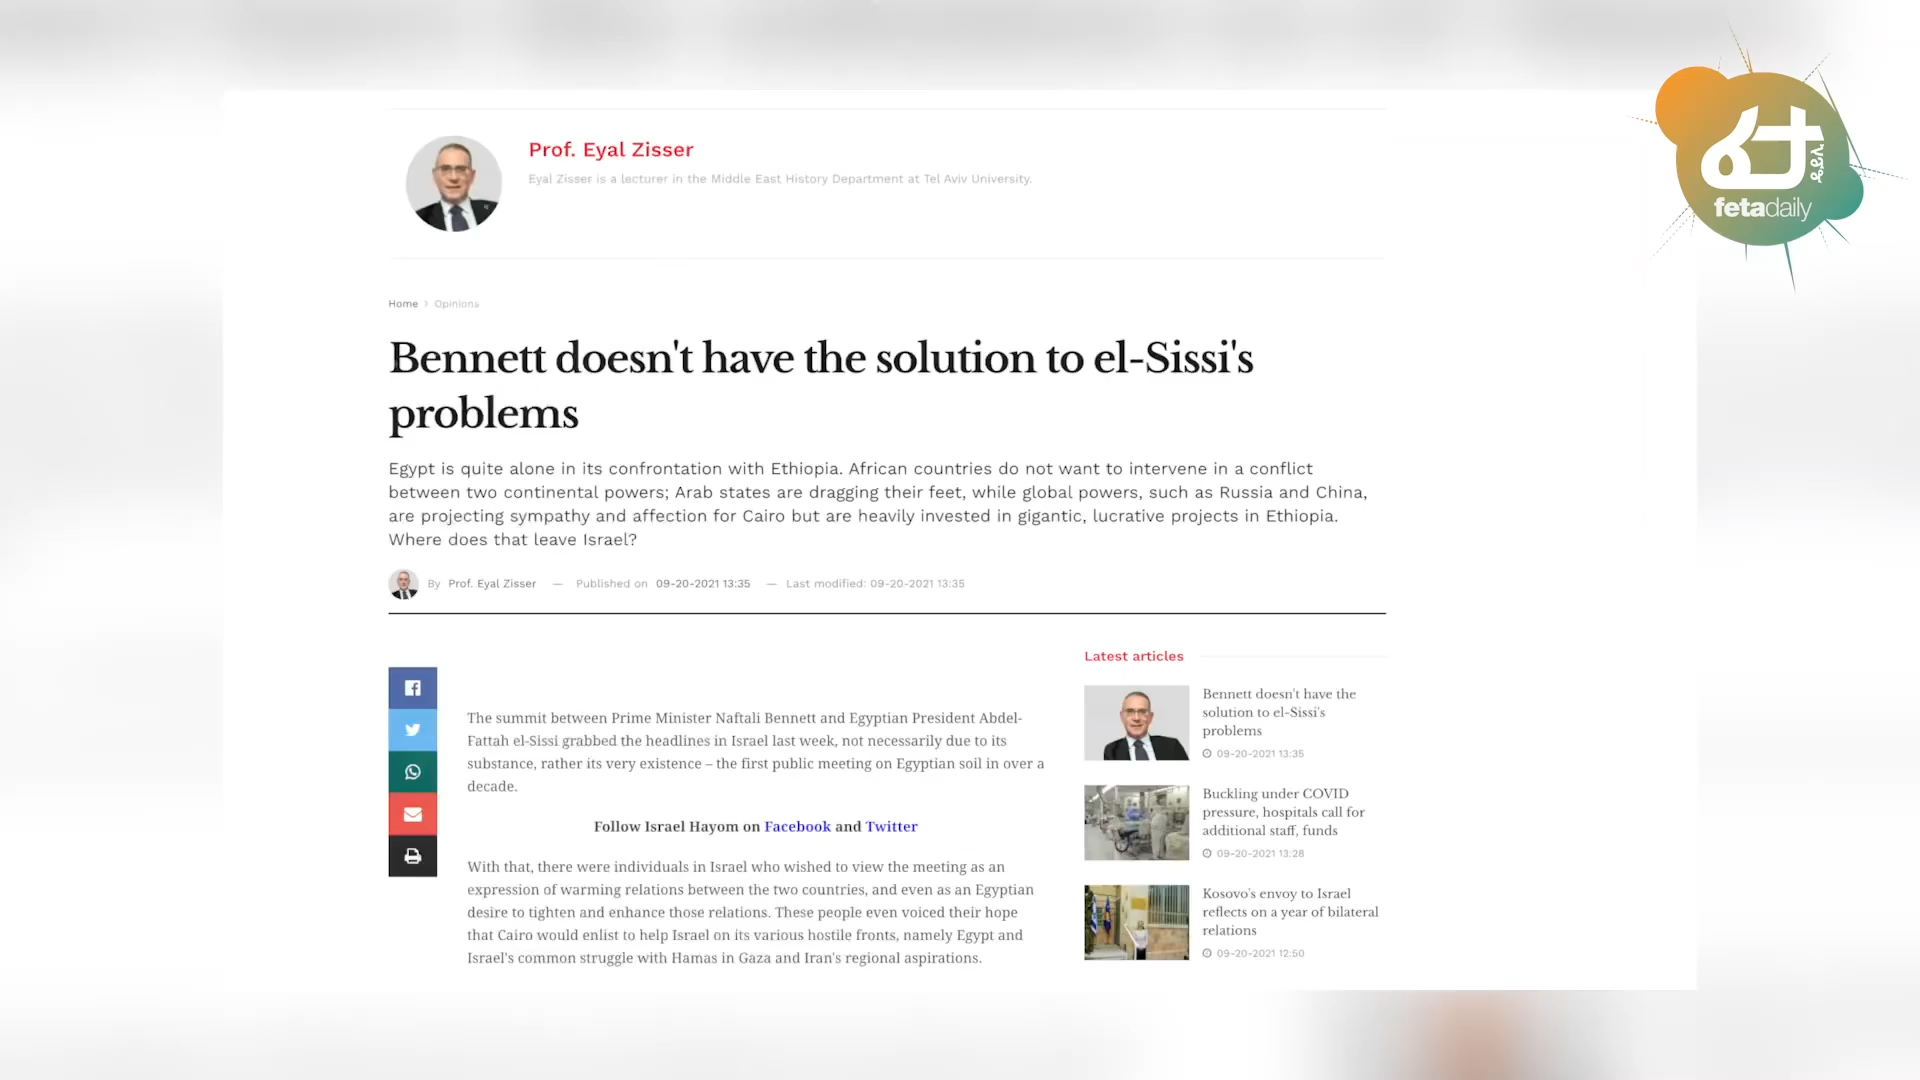 Prof. Eyal Zisser
Eyal Zisser is a lecturer in the Middle East History Department at Tel Aviv University.
ፈታ
fetadaily
Home › Opinions
Bennett doesn't have the solution to el-Sissi's
problems
Egypt is quite alone in its confrontation with Ethiopia. African countries do not want to intervene in a conflict
between two continental powers; Arab states are dragging their feet, while global powers, such as Russia and China,
are projecting sympathy and affection for Cairo but are heavily invested in gigantic, lucrative projects in Ethiopia.
Where does that leave Israel?
By Prof. Eyal Zisser — Published on 09-20-2021 13:35 — Last modified: 09-20-2021 13:35
The summit between Prime Minister Naftali Bennett and Egyptian President Abdel-
Fattah el-Sissi grabbed the headlines in Israel last week, not necessarily due to its
substance, rather its very existence – the first public meeting on Egyptian soil in over a
decade.
Follow Israel Hayom on Facebook and Twitter
With that, there were individuals in Israel who wished to view the meeting as an
expression of warming relations between the two countries, and even as an Egyptian
desire to tighten and enhance those relations. These people even voiced their hope
that Cairo would enlist to help Israel on its various hostile fronts, namely Egypt and
Israel's common struggle with Hamas in Gaza and Iran's regional aspirations.
Latest articles
Bennett doesn't have the
solution to el-Sissi's
problems
09-20-2021 13:35
Buckling under COVID
pressure, hospitals call for
additional staff, funds
09-20-2021 13:28
Kosovo's envoy to Israel
reflects on a year of bilateral
relations
09-20-2021 12:50